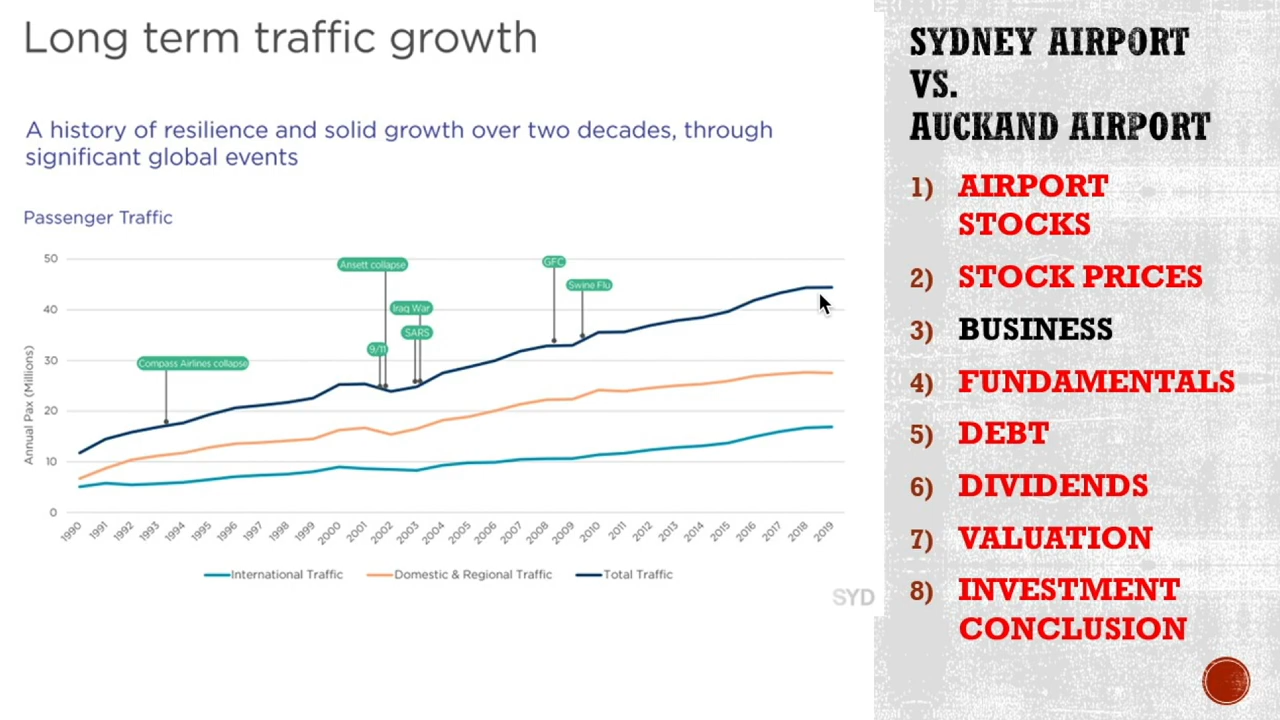 Long term traffic growth
A history of resilience and solid growth over two decades, through
significant global events
Passenger Traffic
Annual Pax (Millions)
50
40
30
20
10
0
Compass Airlines collapse
Ansett collapse
9/11
Iraq War
SARS
GFC
Swine Flu
1990
1991
1992
1993
1994
1995
1996
1997
1998
1999
2000
2001
2002
2003
2004
2005
2006
2007
2008
2009
2010
2011
2012
2013
2014
2015
2016
2017
2018
2019
International Traffic
Domestic & Regional Traffic
Total Traffic
SYD
SYDNEY AIRPORT
VS.
AUCKAND AIRPORT
1) AIRPORT
STOCKS
2) STOCK PRICES
3) BUSINESS
4) FUNDAMENTALS
5) DEBT
6) DIVIDENDS
7) VALUATION
8) INVESTMENT
CONCLUSION